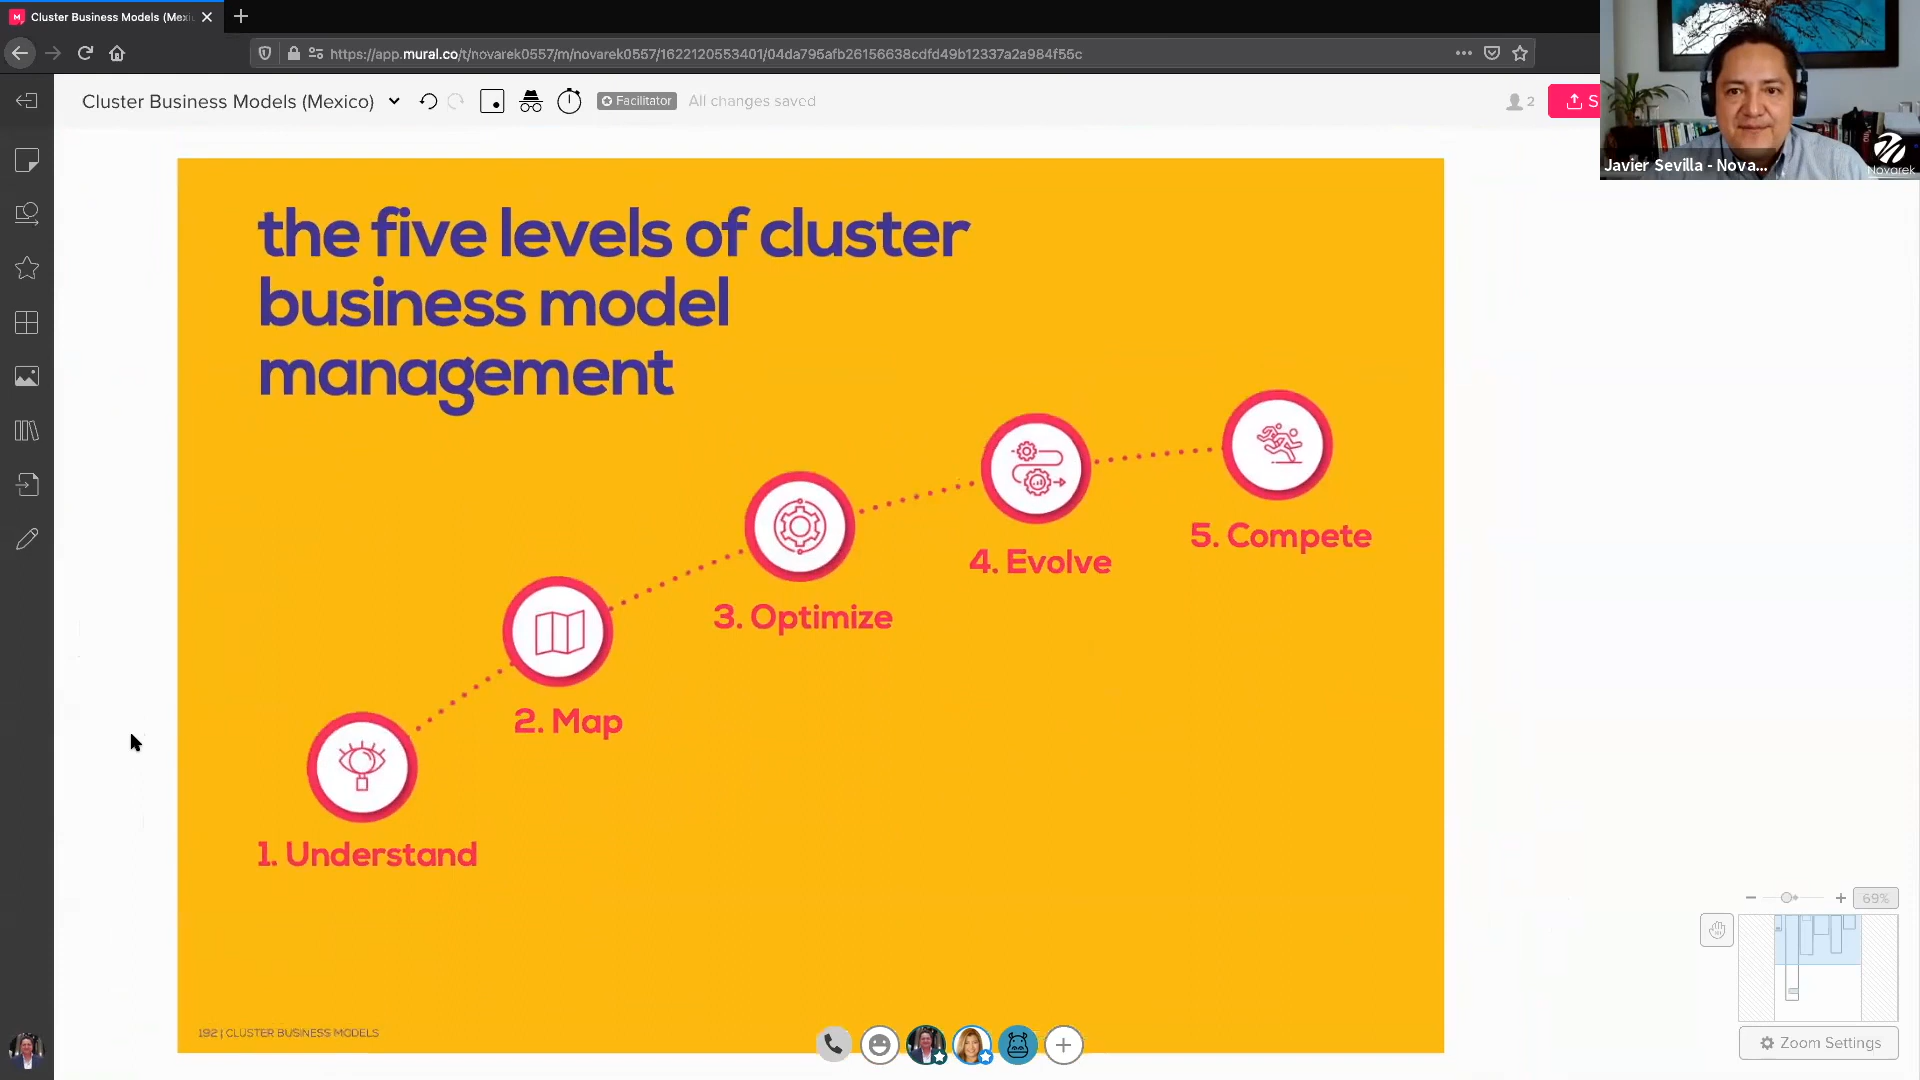 Cluster Business Models (Mexi
https://app.mural.co/t/novarek0557/m/novarek0557/1622120553401/04da795afb26156638cdfd49b12337a2a984f55c
Cluster Business Models (Mexico)
Facilitator
All changes saved
2
S
Javier Sevilla - Nova...
Novarek
the five levels of cluster
business model
management
5. Compete
4. Evolve
3. Optimize
2. Map
1. Understand
69%
192 | CLUSTER BUSINESS MODELS
Zoom Settings